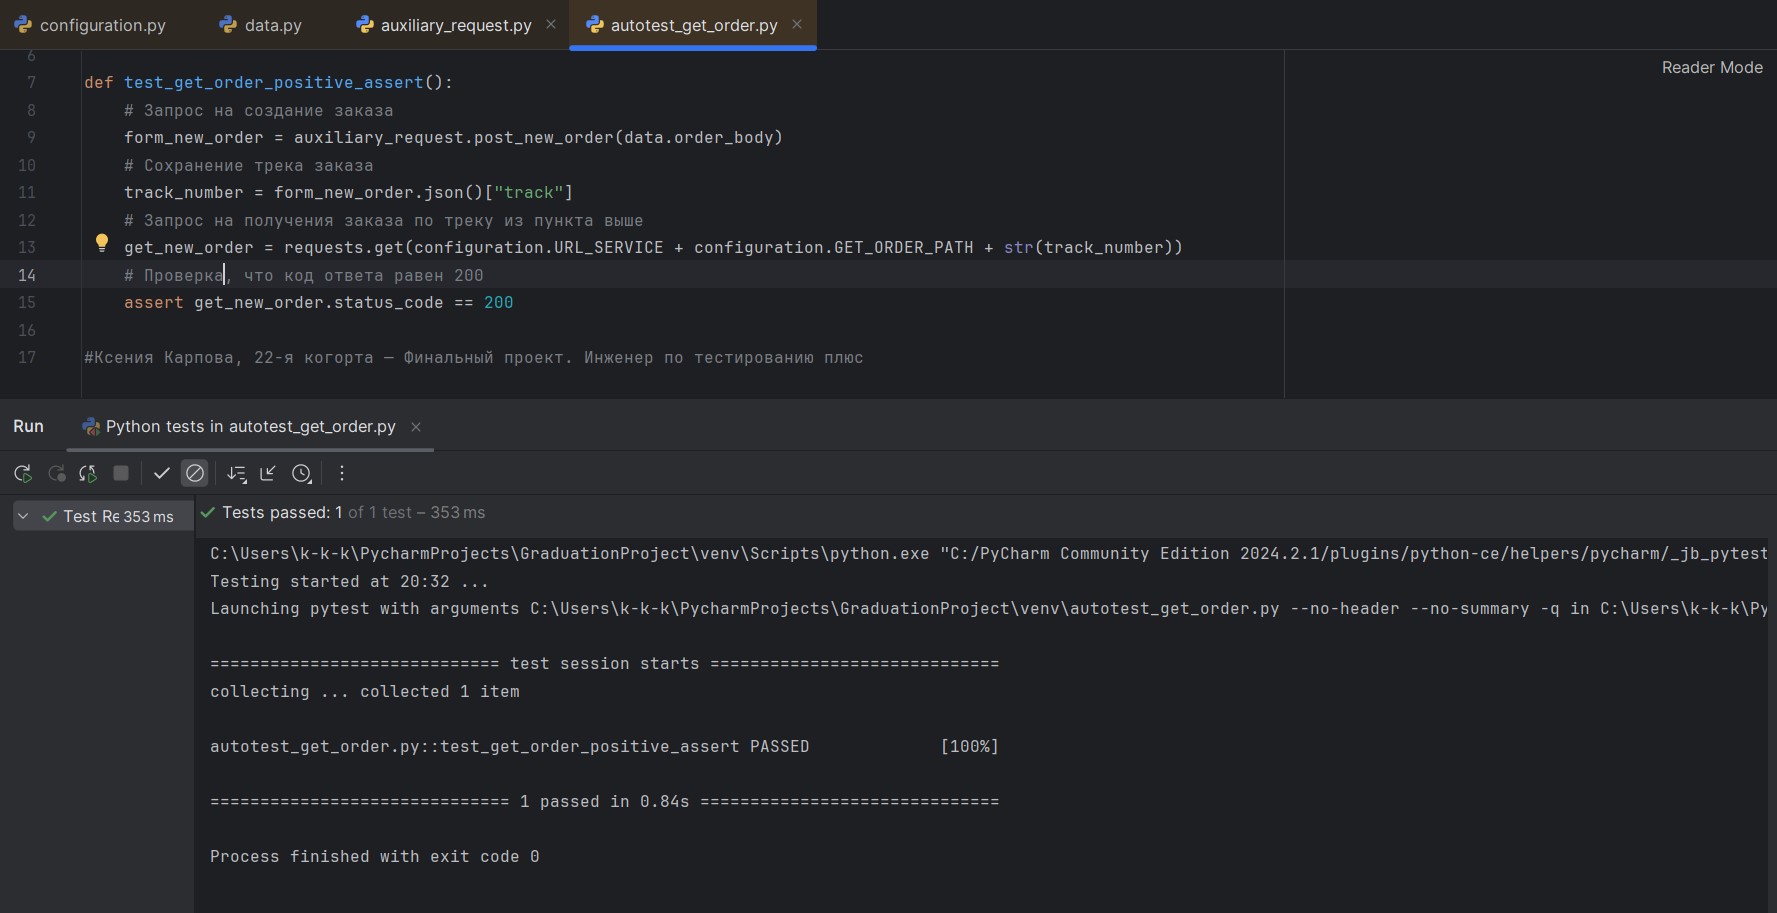 configuration.py data.py auxiliary_request.py autotest_get_order.py
6
Reader Mode
7 def test_get_order_positive_assert():
8 # Запрос на создание заказа
9 form_new_order = auxiliary_request.post_new_order(data.order_body)
10 # Сохранение трека заказа
11 track_number = form_new_order.json()["track"]
12 # Запрос на получения заказа по треку из пункта выше
13 get_new_order = requests.get(configuration.URL_SERVICE + configuration.GET_ORDER_PATH + str(track_number))
14 # Проверка, что код ответа равен 200
15 assert get_new_order.status_code == 200
16
17 #Ксения Карпова, 22-я когорта — Финальный проект. Инженер по тестированию плюс
Run Python tests in autotest_get_order.py
Test Re 353 ms
Tests passed: 1 of 1 test – 353 ms
C:\Users\k-k-k\PycharmProjects\GraduationProject\venv\Scripts\python.exe "C:/PyCharm Community Edition 2024.2.1/plugins/python-ce/helpers/pycharm/_jb_pytest
Testing started at 20:32 ...
Launching pytest with arguments C:\Users\k-k-k\PycharmProjects\GraduationProject\venv\autotest_get_order.py --no-header --no-summary -q in C:\Users\k-k-k\Py
============================= test session starts =============================
collecting ... collected 1 item
autotest_get_order.py::test_get_order_positive_assert PASSED [100%]
============================== 1 passed in 0.84s ==============================
Process finished with exit code 0